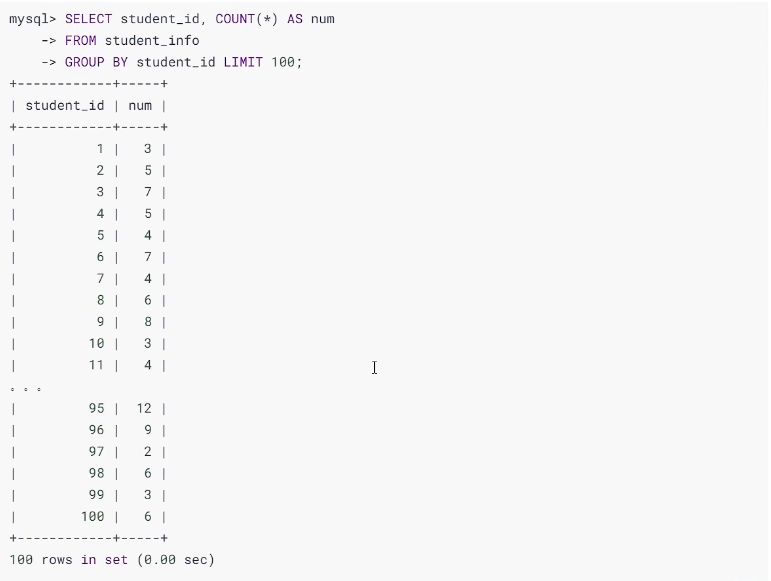 mysql> SELECT student_id, COUNT(*) AS num
    -> FROM student_info
    -> GROUP BY student_id LIMIT 100;
+------------+-----+
| student_id | num |
+------------+-----+
|          1 |   3 |
|          2 |   5 |
|          3 |   7 |
|          4 |   5 |
|          5 |   4 |
|          6 |   7 |
|          7 |   4 |
|          8 |   6 |
|          9 |   8 |
|         10 |   3 |
|         11 |   4 |
。。。
|         95 |  12 |
|         96 |   9 |
|         97 |   2 |
|         98 |   6 |
|         99 |   3 |
|        100 |   6 |
+------------+-----+
100 rows in set (0.00 sec)